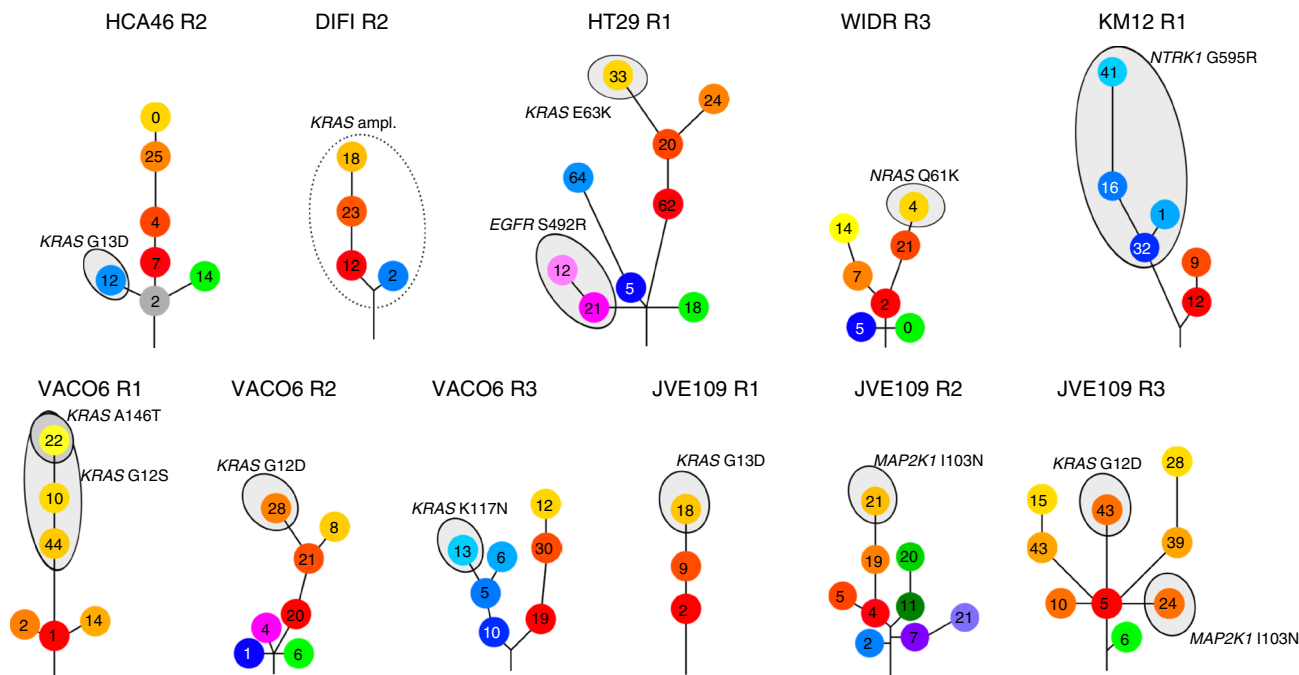 HCA46 R2
DIFI R2
HT29 R1
WIDR R3
KM12 R1
0
25
4
7
KRAS G13D
12
2
14
KRAS ampl.
18
23
12
2
33
24
KRAS E63K
20
64
62
EGFR S492R
12
5
21
18
NRAS Q61K
4
14
21
7
2
5
0
41
NTRK1 G595R
16
1
32
9
12
VACO6 R1
VACO6 R2
VACO6 R3
JVE109 R1
JVE109 R2
JVE109 R3
KRAS A146T
22
KRAS G12S
10
44
2
1
14
KRAS G12D
28
8
21
20
4
1
6
KRAS K117N
12
13
6
30
5
10
19
KRAS G13D
18
9
2
MAP2K1 I103N
21
19
20
5
4
11
2
7
21
KRAS G12D
28
15
43
43
39
10
5
24
6
MAP2K1 I103N